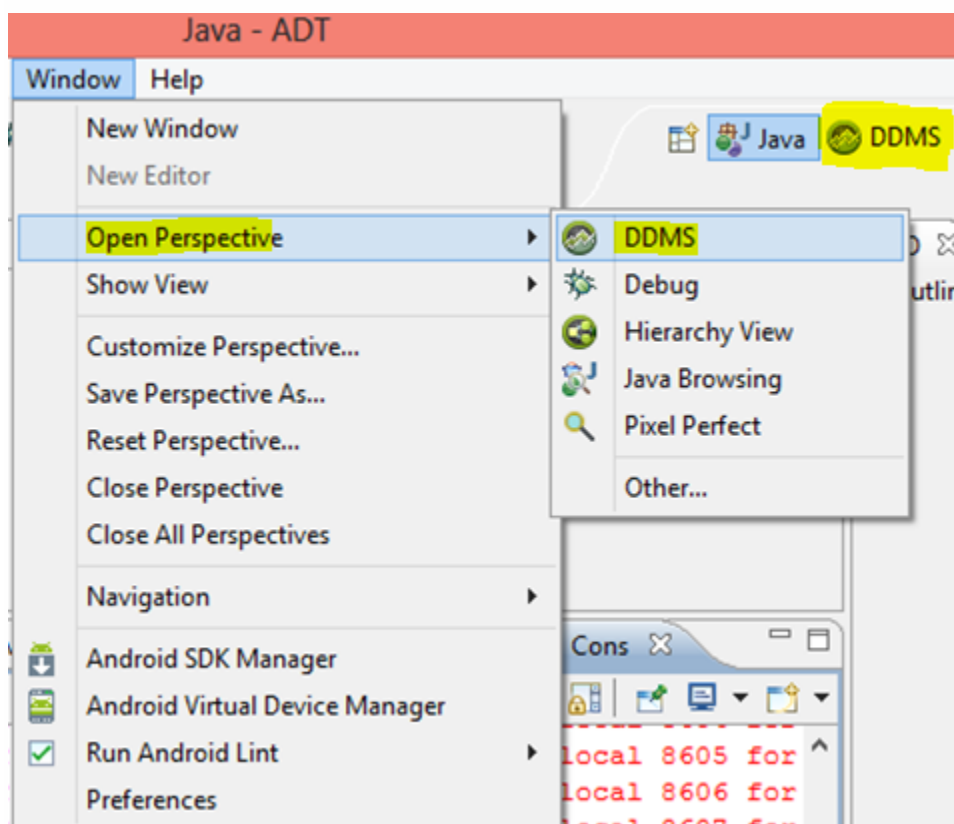 Java - ADT
Window Help
New Window
New Editor
Open Perspective
Show View
Customize Perspective...
Save Perspective As...
Reset Perspective...
Close Perspective
Close All Perspectives
Navigation
Android SDK Manager
Android Virtual Device Manager
Run Android Lint
Preferences
Java DDMS
DDMS
Debug
Hierarchy View
Java Browsing
Pixel Perfect
Other...
Cons
local 8605 for
local 8606 for